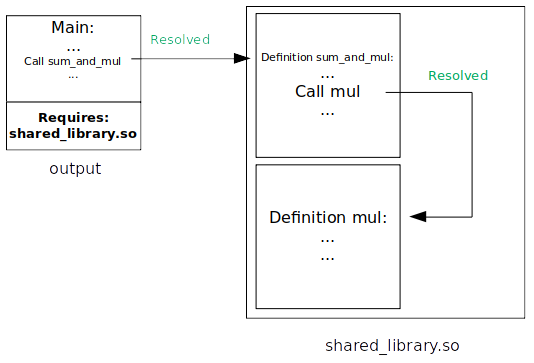 Main:
...
Call sum_and_mul
...
Requires:
shared_library.so
output
Resolved
Definition sum_and_mul:
...
Call mul
...
Resolved
Definition mul:
...
...
shared_library.so